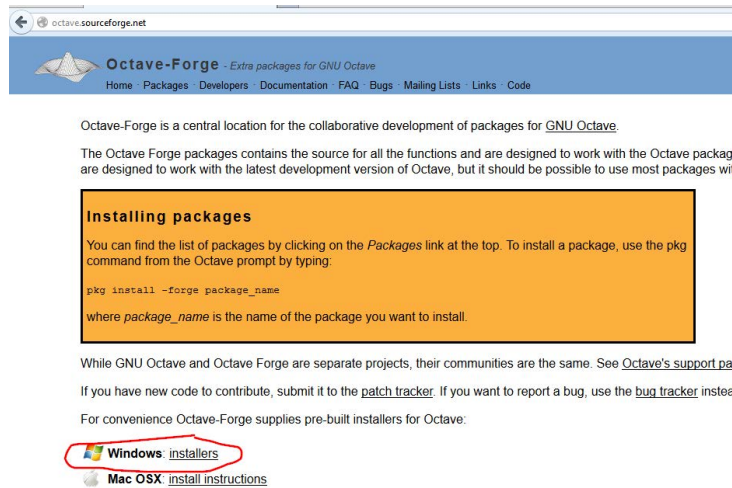 octave.sourceforge.net
Octave-Forge - Extra packages for GNU Octave
Home · Packages · Developers · Documentation · FAQ · Bugs · Mailing Lists · Links · Code
Octave-Forge is a central location for the collaborative development of packages for GNU Octave.
The Octave Forge packages contains the source for all the functions and are designed to work with the Octave packag
are designed to work with the latest development version of Octave, but it should be possible to use most packages wi
Installing packages
You can find the list of packages by clicking on the Packages link at the top. To install a package, use the pkg
command from the Octave prompt by typing:
pkg install -forge package_name
where package_name is the name of the package you want to install.
While GNU Octave and Octave Forge are separate projects, their communities are the same. See Octave's support pa
If you have new code to contribute, submit it to the patch tracker. If you want to report a bug, use the bug tracker instea
For convenience Octave-Forge supplies pre-built installers for Octave:
Windows: installers
Mac OSX: install instructions